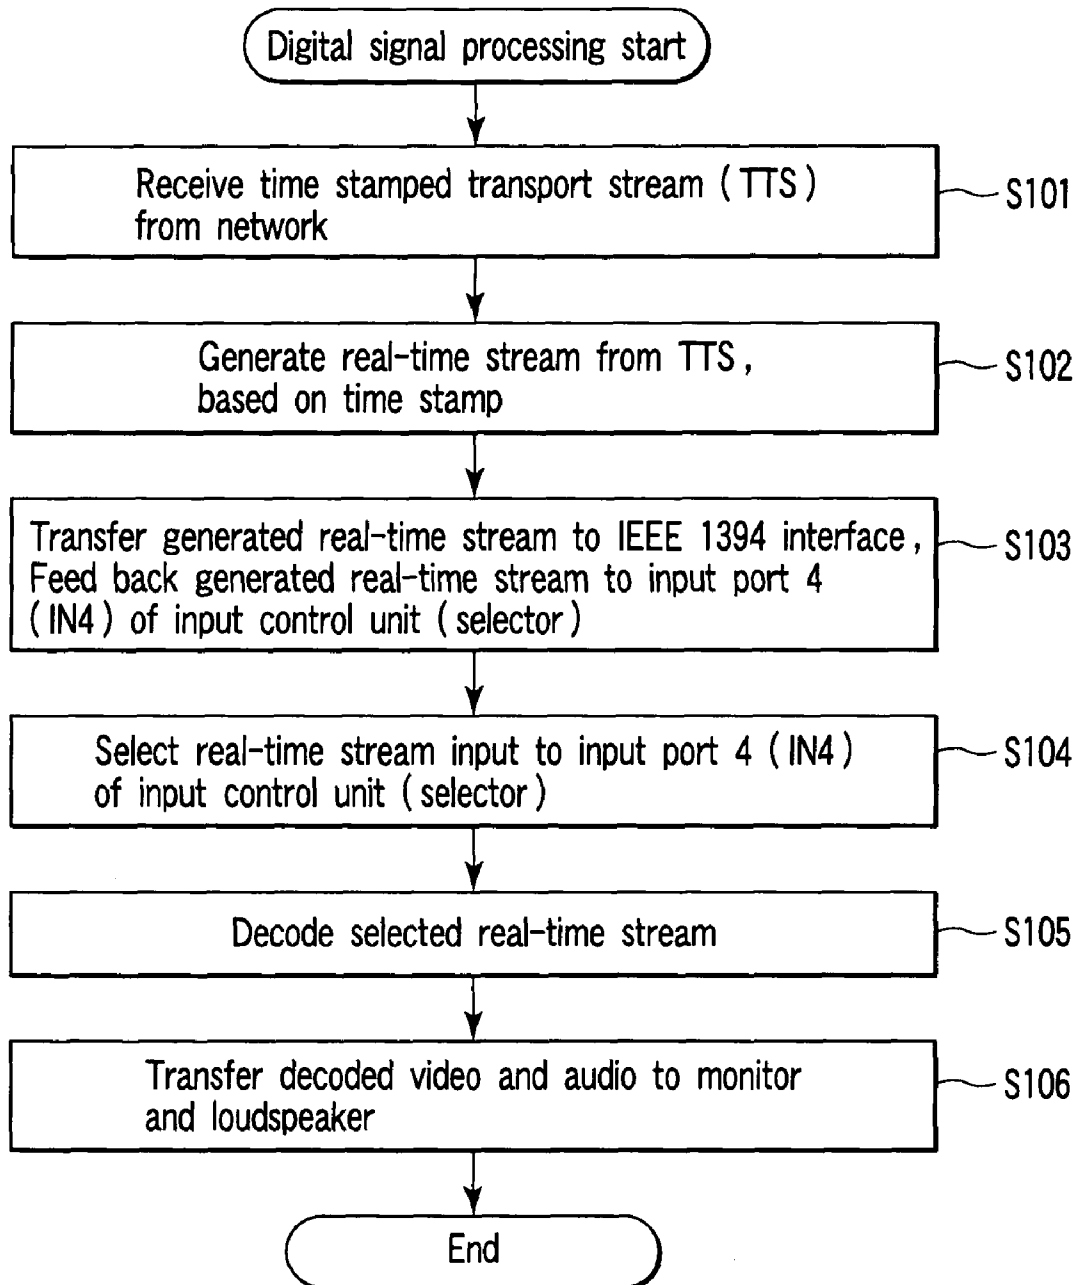 Digital signal processing start
Receive time stamped transport stream (TTS)
from network
S101
Generate real-time stream from TTS,
based on time stamp
S102
Transfer generated real-time stream to IEEE 1394 interface,
Feed back generated real-time stream to input port 4
(IN4) of input control unit (selector)
S103
Select real-time stream input to input port 4 (IN4)
of input control unit (selector)
S104
Decode selected real-time stream
S105
Transfer decoded video and audio to monitor
and loudspeaker
S106
End